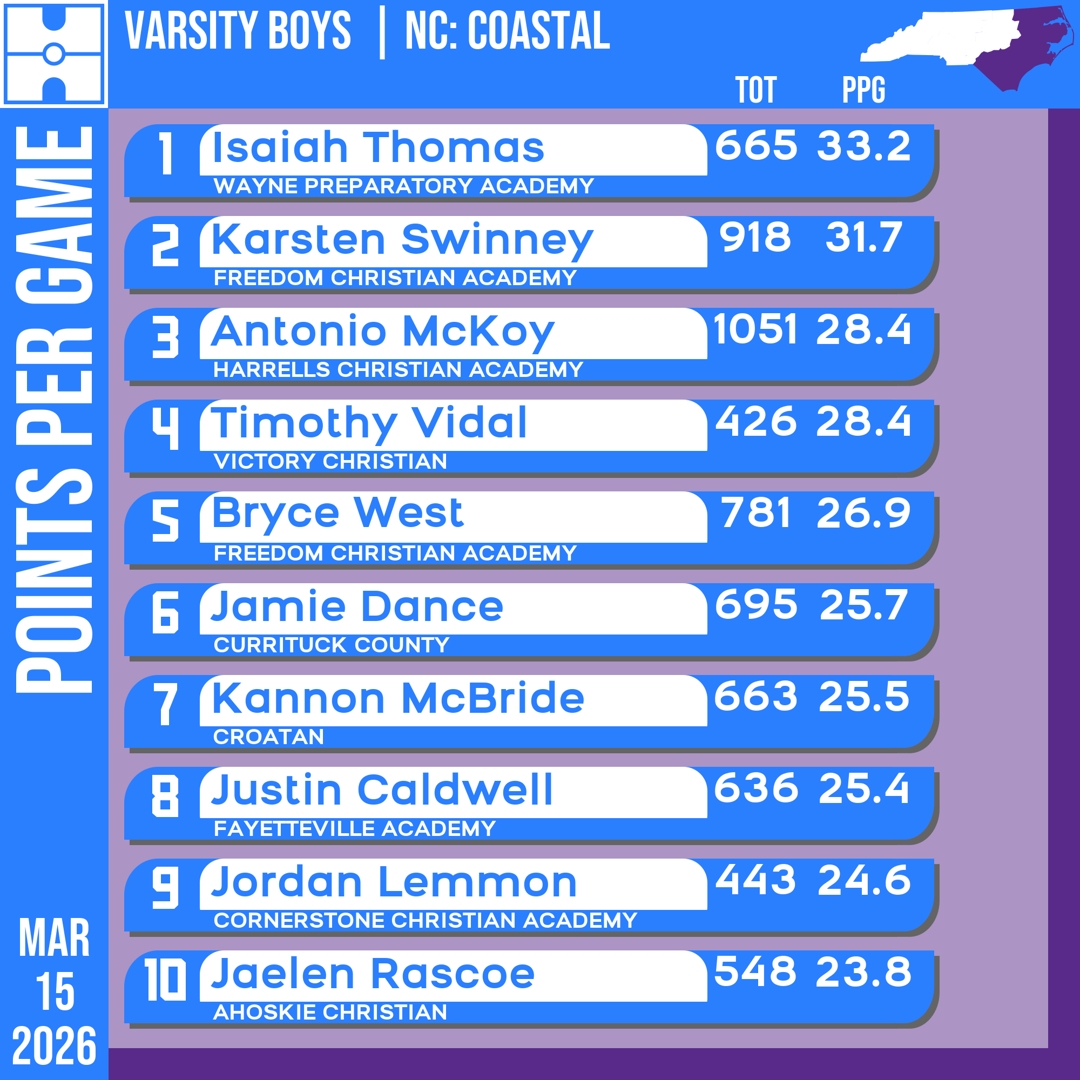 VARSITY BOYS | NC: COASTAL
TOT PPG
POINTS PER GAME
1 Isaiah Thomas 665 33.2
WAYNE PREPARATORY ACADEMY
2 Karsten Swinney 918 31.7
FREEDOM CHRISTIAN ACADEMY
3 Antonio McKoy 1051 28.4
HARRELLS CHRISTIAN ACADEMY
4 Timothy Vidal 426 28.4
VICTORY CHRISTIAN
5 Bryce West 781 26.9
FREEDOM CHRISTIAN ACADEMY
6 Jamie Dance 695 25.7
CURRITUCK COUNTY
7 Kannon McBride 663 25.5
CROATAN
8 Justin Caldwell 636 25.4
FAYETTEVILLE ACADEMY
9 Jordan Lemmon 443 24.6
CORNERSTONE CHRISTIAN ACADEMY
10 Jaelen Rascoe 548 23.8
AHOSKIE CHRISTIAN
MAR
15
2026